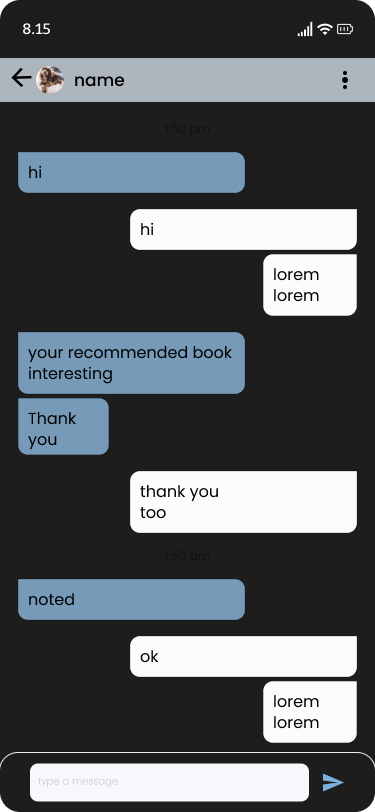 8.15
name
1:50 pm
hi
hi
lorem
lorem
your recommended book
interesting
Thank
you
thank you
too
1:50 am
noted
ok
lorem
lorem
type a message